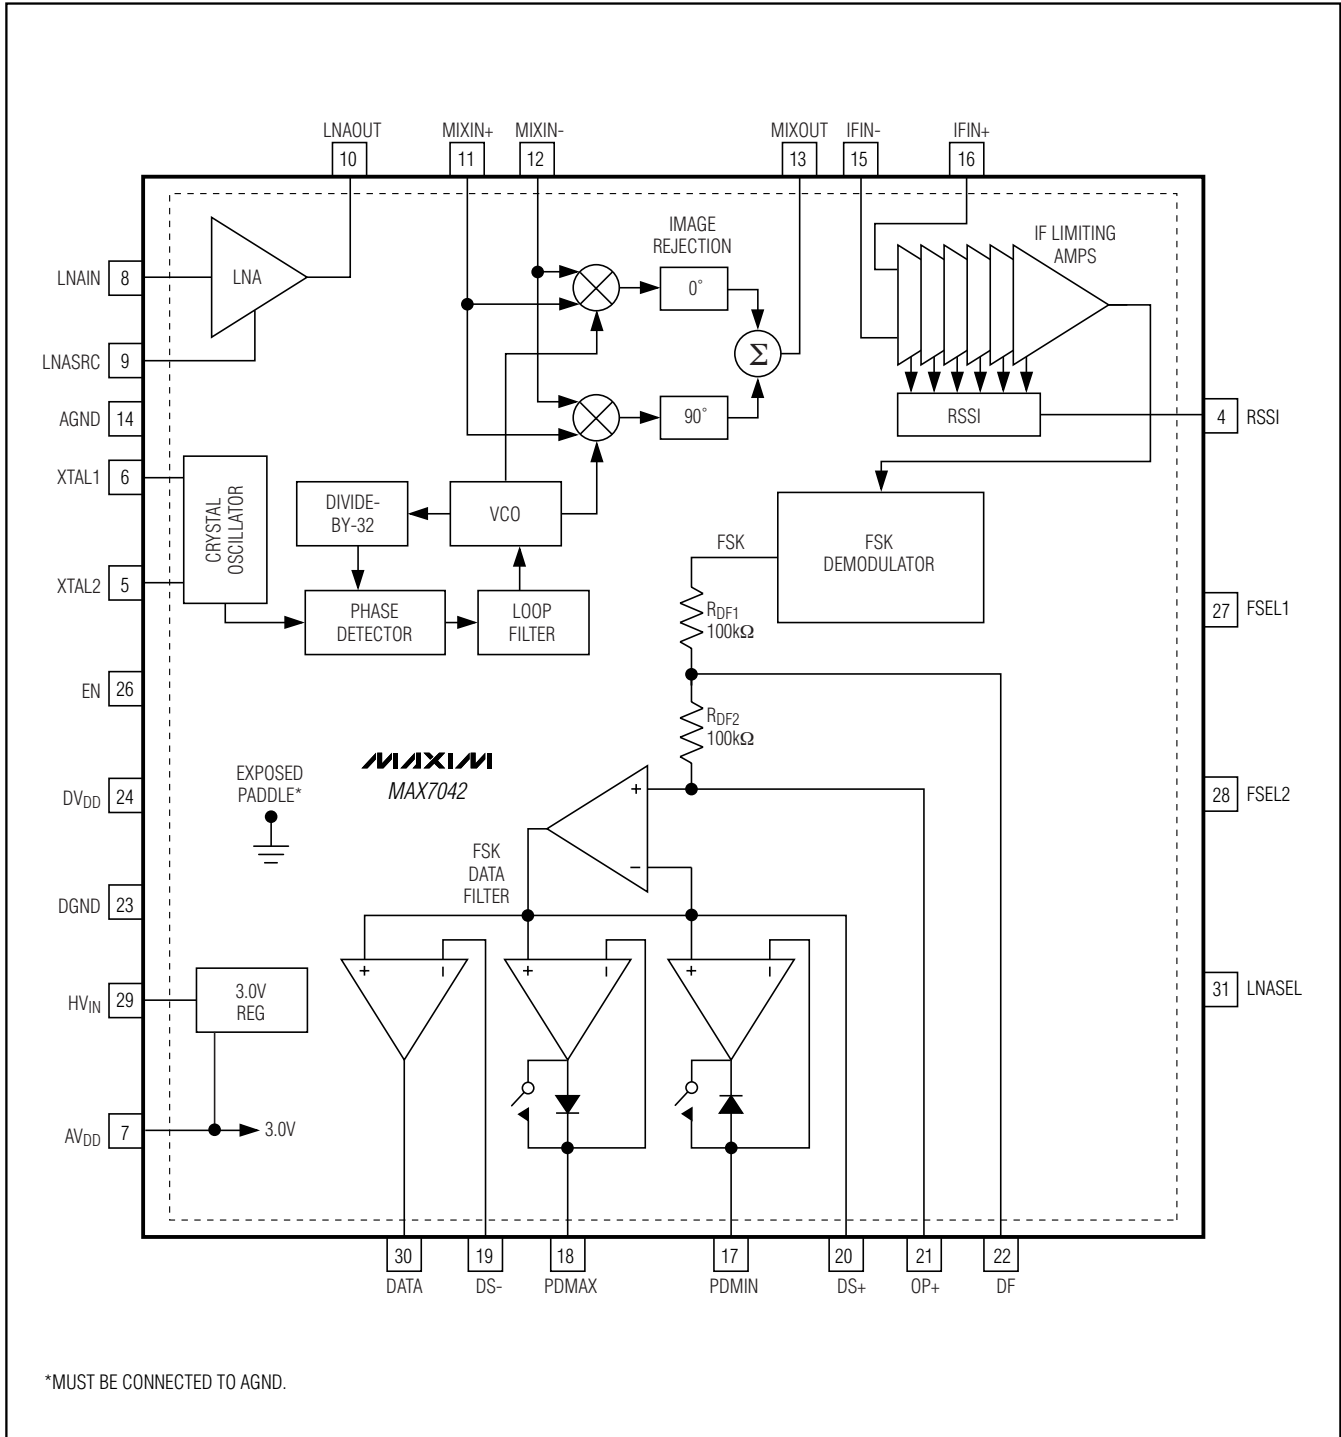 LNAOUT
MIXIN+
MIXIN-
MIXOUT
IFIN-
IFIN+
10
11
12
13
15
16
IMAGE
REJECTION
IF LIMITING
AMPS
LNAIN
8
LNA
0°
LNASRC
9
Σ
AGND
14
90°
RSSI
4
RSSI
XTAL1
6
CRYSTAL
OSCILLATOR
DIVIDE-
BY-32
VCO
FSK
FSK
DEMODULATOR
XTAL2
5
PHASE
DETECTOR
LOOP
FILTER
RDF1
100kΩ
27
FSEL1
EN
26
RDF2
100kΩ
MAXIM
MAX7042
EXPOSED
PADDLE*
DVDD
24
+
28
FSEL2
FSK
DATA
FILTER
−
DGND
23
+
−
+
−
+
−
HVIN
29
3.0V
REG
31
LNASEL
AVDD
7
3.0V
30
19
18
17
20
21
22
DATA
DS-
PDMAX
PDMIN
DS+
OP+
DF
*MUST BE CONNECTED TO AGND.